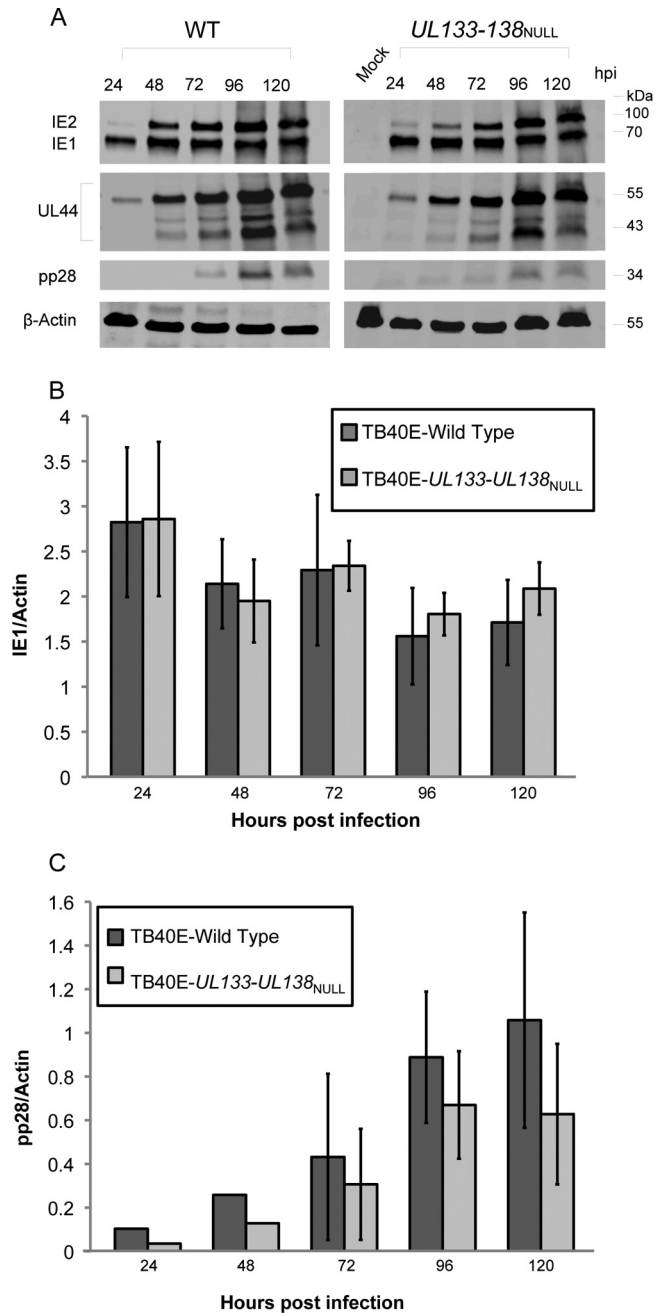 A
WT
UL133-138NULL
24 48 72 96 120
Mock 24 48 72 96 120 hpi
kDa
IE2
IE1
100
70
UL44
55
43
pp28
34
β-Actin
55
B
4
3.5
3
2.5
2
1.5
1
0.5
0
IE1/Actin
TB40E-Wild Type
TB40E-UL133-UL138NULL
24 48 72 96 120
Hours post infection
C
1.6
1.4
1.2
1
0.8
0.6
0.4
0.2
0
pp28/Actin
TB40E-Wild Type
TB40E-UL133-UL138NULL
24 48 72 96 120
Hours post infection